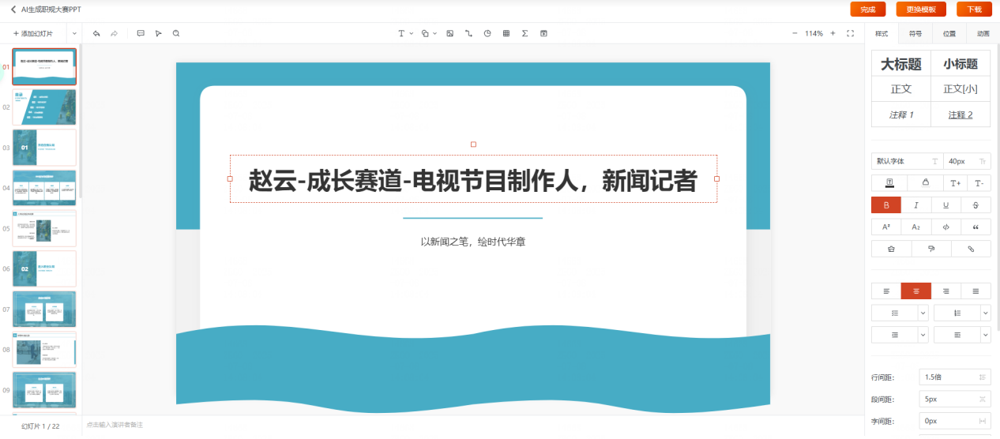 AI生成职规大赛PPT
完成
更换模板
下载
+ 添加幻灯片
114%
样式
符号
位置
动画
01
02
03
04
05
06
07
08
09
01
02
大标题
小标题
正文
正文[小]
注释 1
注释 2
赵云-成长赛道-电视节目制作人，新闻记者
以新闻之笔，绘时代华章
默认字体
40px
行间距：
1.5倍
段间距：
5px
字间距：
0px
幻灯片 1 / 22
点击输入演讲者备注